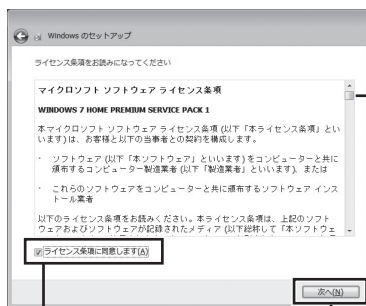 Windows のセットアップ
ライセンス条項をお読みになってください
マイクロソフト ソフトウェア ライセンス条項
WINDOWS 7 HOME PREMIUM SERVICE PACK 1
本マイクロソフト ソフトウェア ライセンス条項 (以下「本ライセンス条項」とい
います) は、お客様と以下の当事者との契約を構成します。
· ソフトウェア (以下「本ソフトウェア」といいます) をコンピューターと共に
頒布するコンピューター製造業者 (以下「製造業者」といいます)、または
· これらのソフトウェアをコンピューターと共に頒布するソフトウェア インス
トール業者
以下のライセンス条項をお読みください。本ライセンス条項は、上記のソフト
ウェアおよびソフトウェアが記録されたメディア (以下総称して「本ソフトウェ
ライセンス条項に同意します(A)
次へ(N)